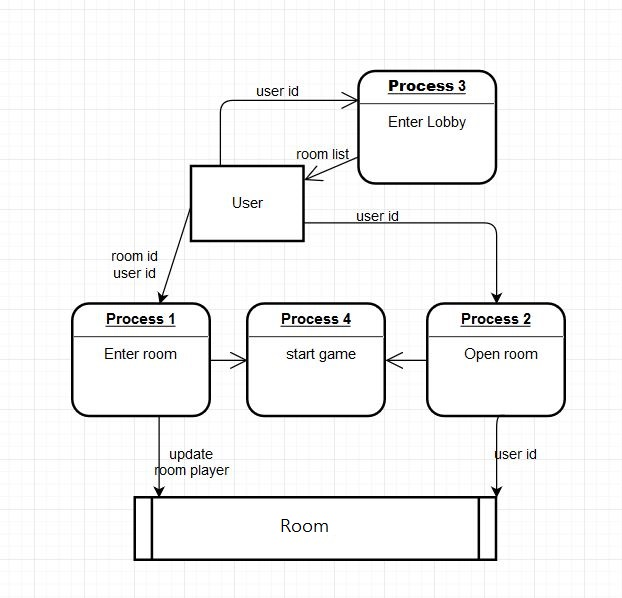 Process 3
user id
Enter Lobby
room list
User
user id
room id
user id
Process 1
Process 4
Process 2
Enter room
start game
Open room
update
room player
user id
Room